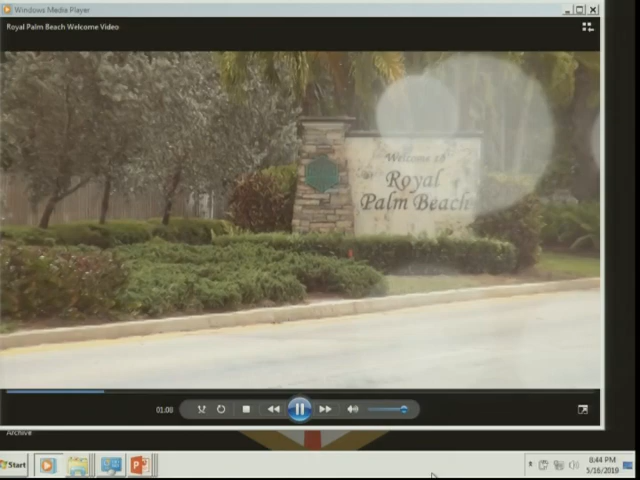 Windows Media Player
Royal Palm Beach Welcome Video
Welcome to
Royal
Palm Beach
01:08
Archive
Start
8:44 PM
5/16/2019